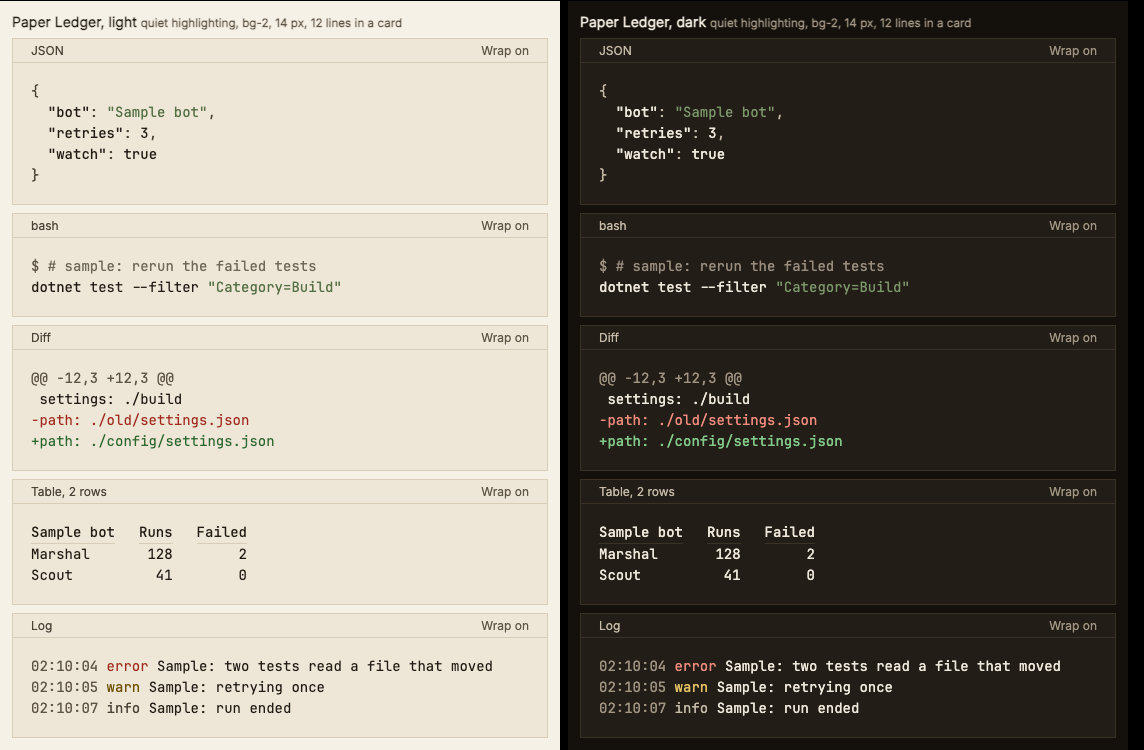 Paper Ledger, light quiet highlighting, bg-2, 14 px, 12 lines in a card
JSON Wrap on
{
  "bot": "Sample bot",
  "retries": 3,
  "watch": true
}
bash Wrap on
$ # sample: rerun the failed tests
dotnet test --filter "Category=Build"
Diff Wrap on
@@ -12,3 +12,3 @@
 settings: ./build
-path: ./old/settings.json
+path: ./config/settings.json
Table, 2 rows Wrap on
Sample bot Runs Failed
Marshal 128 2
Scout 41 0
Log Wrap on
02:10:04 error Sample: two tests read a file that moved
02:10:05 warn Sample: retrying once
02:10:07 info Sample: run ended
Paper Ledger, dark quiet highlighting, bg-2, 14 px, 12 lines in a card
JSON Wrap on
{
  "bot": "Sample bot",
  "retries": 3,
  "watch": true
}
bash Wrap on
$ # sample: rerun the failed tests
dotnet test --filter "Category=Build"
Diff Wrap on
@@ -12,3 +12,3 @@
 settings: ./build
-path: ./old/settings.json
+path: ./config/settings.json
Table, 2 rows Wrap on
Sample bot Runs Failed
Marshal 128 2
Scout 41 0
Log Wrap on
02:10:04 error Sample: two tests read a file that moved
02:10:05 warn Sample: retrying once
02:10:07 info Sample: run ended